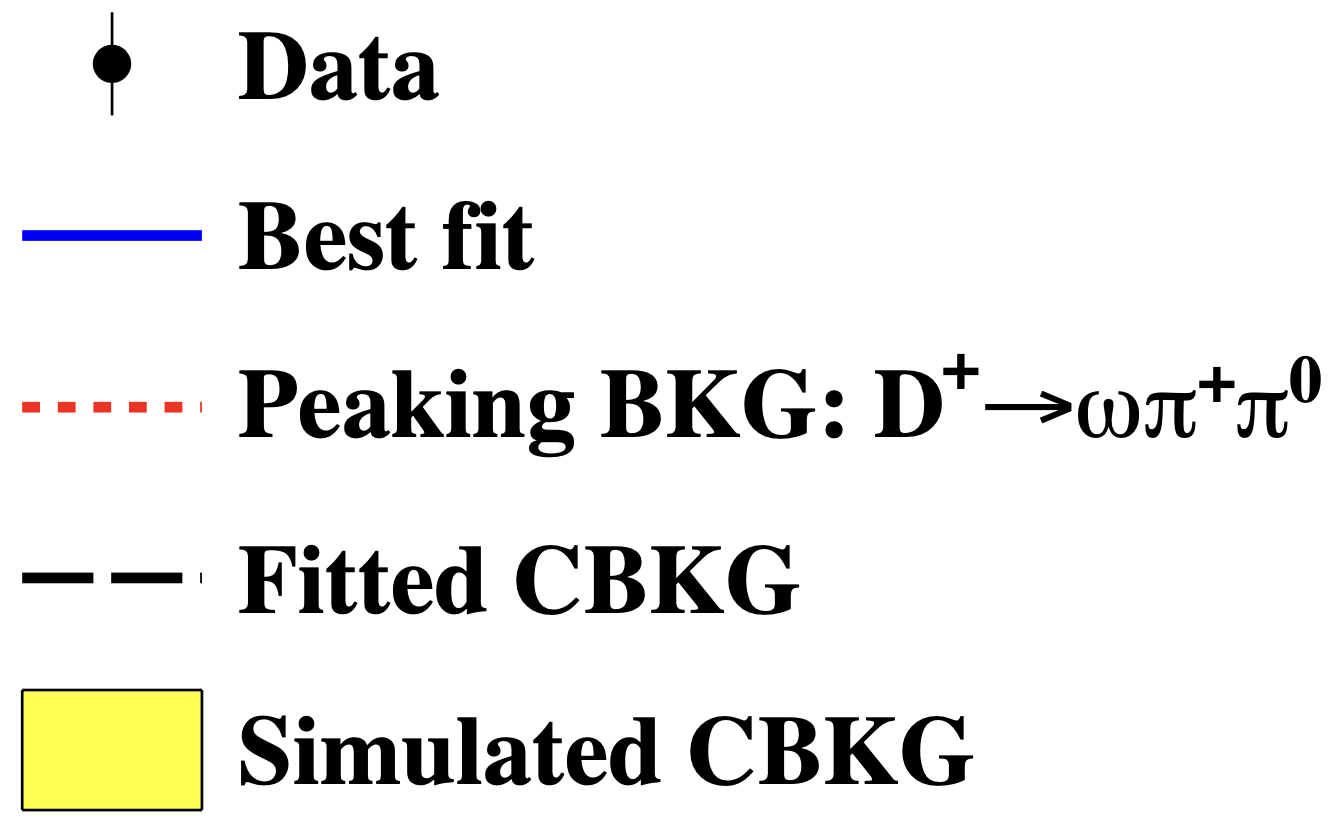 Data
Best fit
Peaking BKG: D⁺→ωπ⁺π⁰
Fitted CBKG
Simulated CBKG